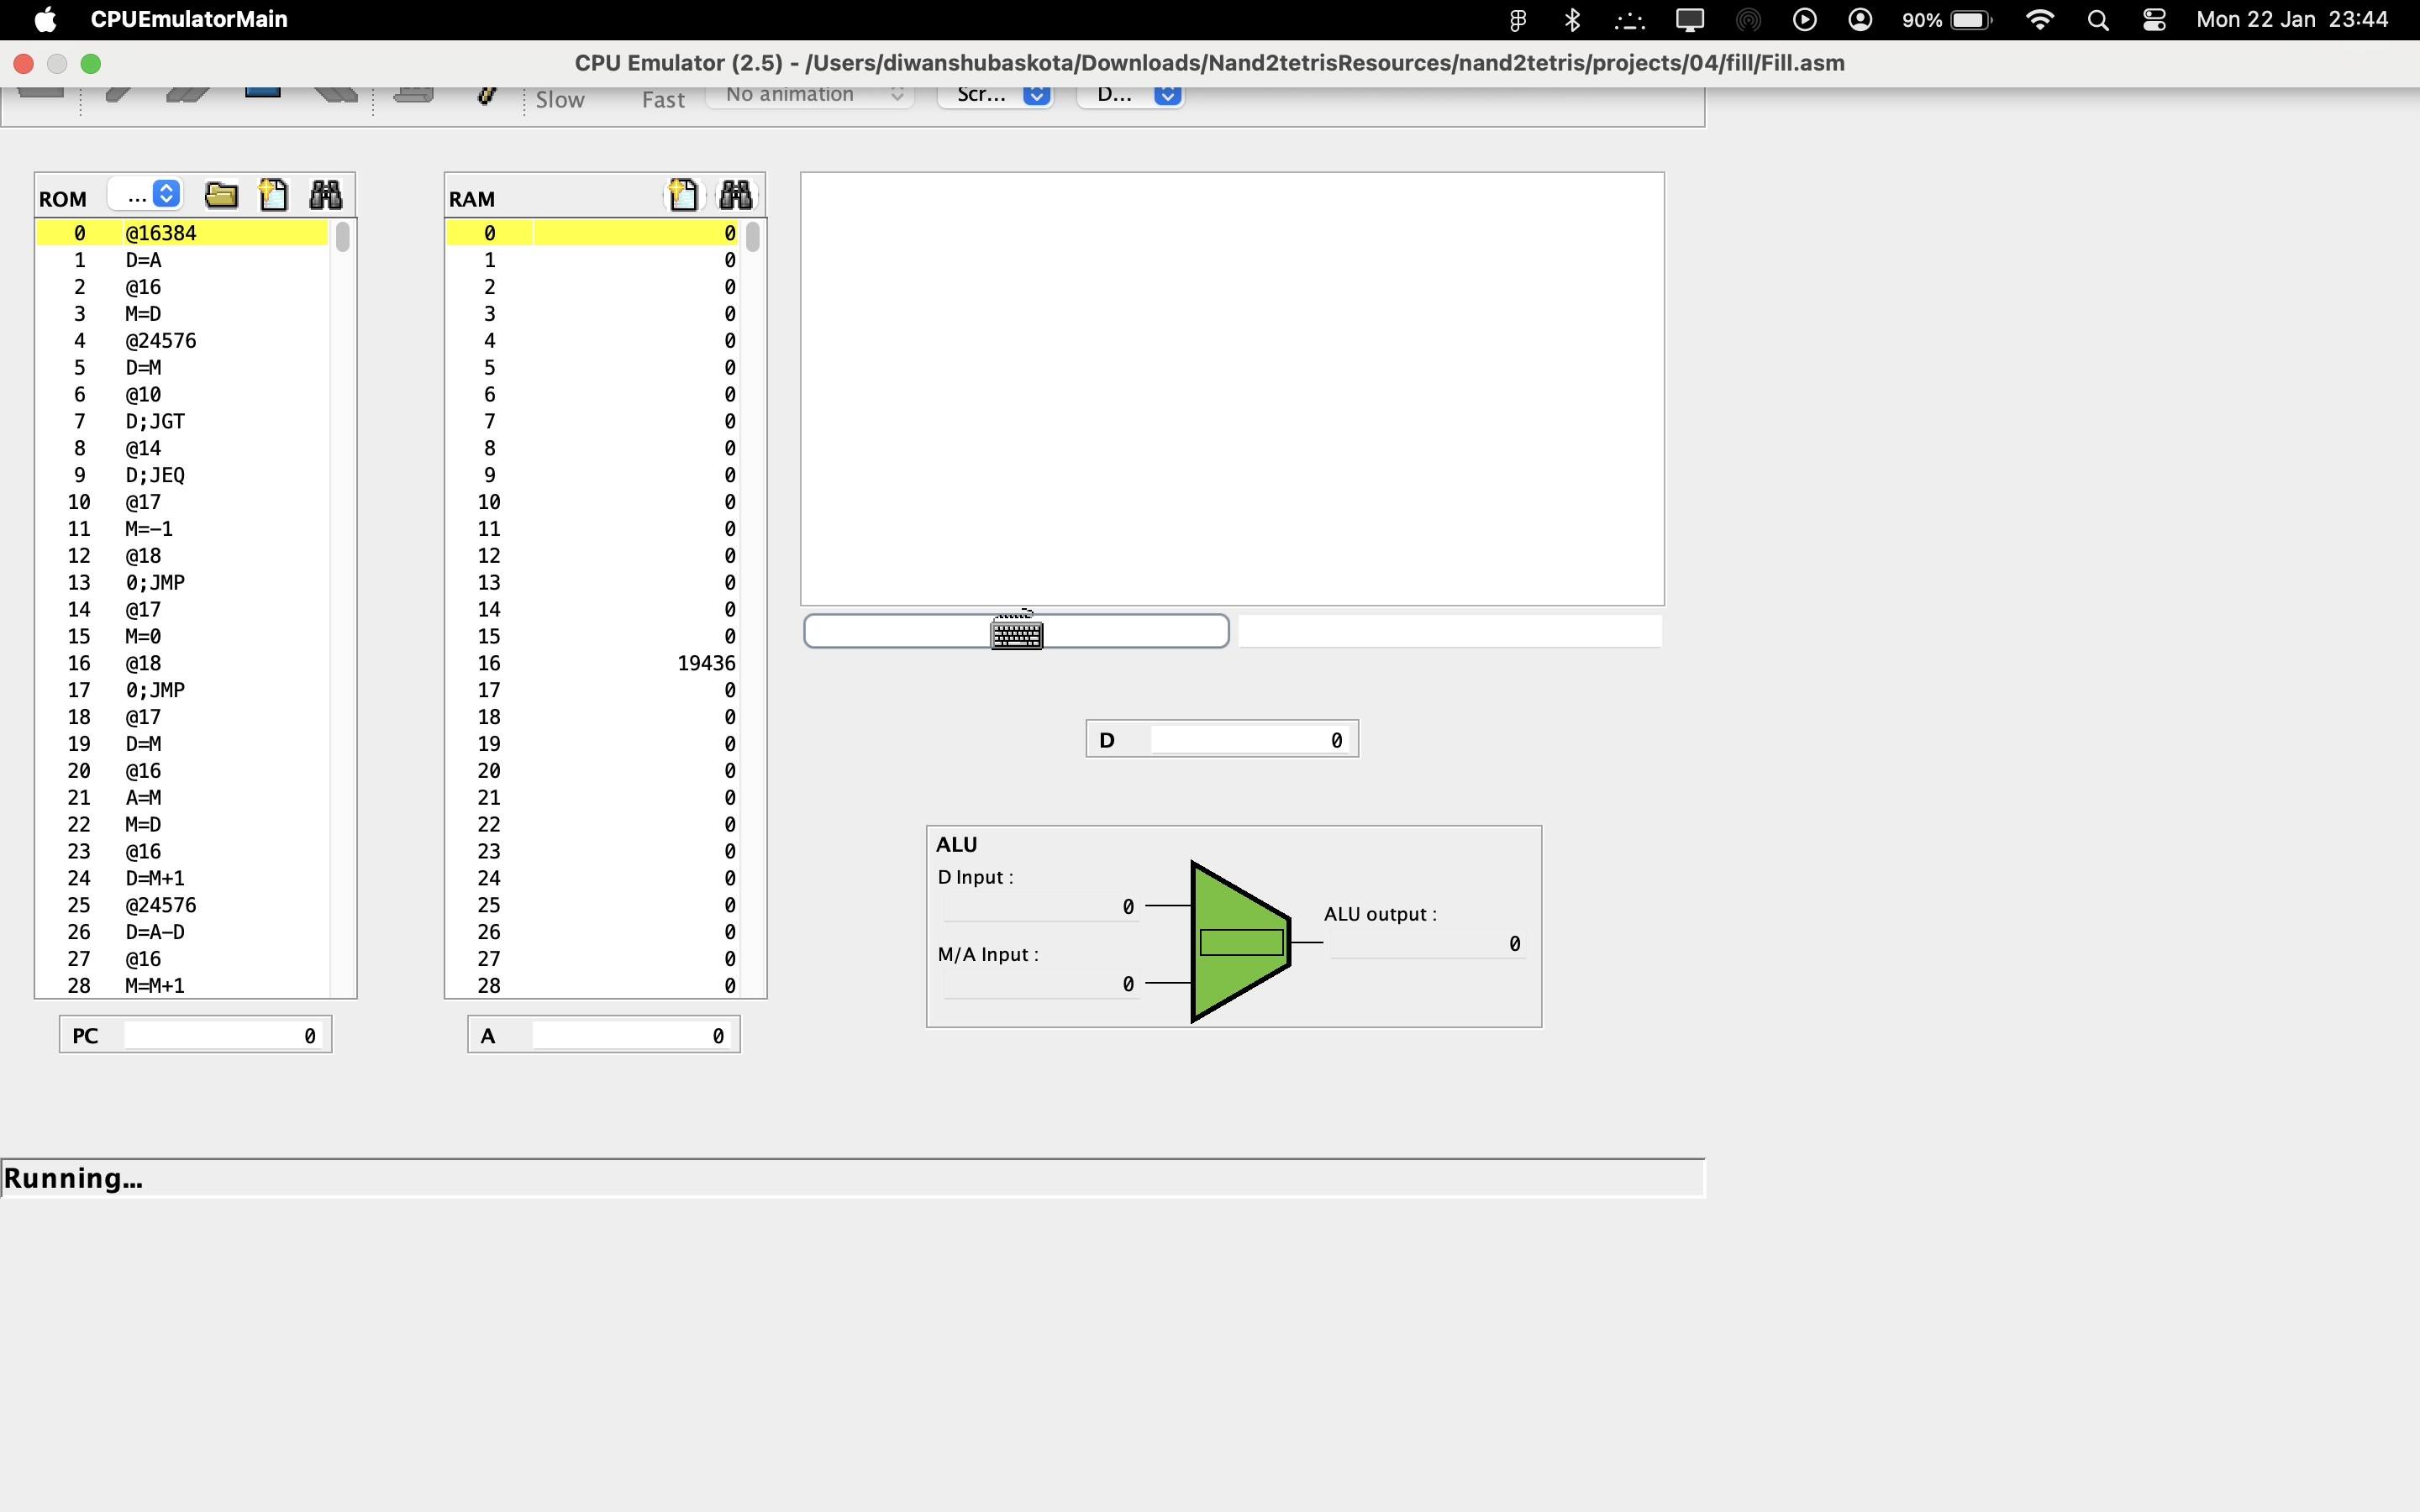 CPUEmulatorMain
90%
Mon 22 Jan 23:44
CPU Emulator (2.5) - /Users/diwanshubaskota/Downloads/Nand2tetrisResources/nand2tetris/projects/04/fill/Fill.asm
Slow Fast No animation Scr... D...
ROM ...
0 @16384
1 D=A
2 @16
3 M=D
4 @24576
5 D=M
6 @10
7 D;JGT
8 @14
9 D;JEQ
10 @17
11 M=-1
12 @18
13 0;JMP
14 @17
15 M=0
16 @18
17 0;JMP
18 @17
19 D=M
20 @16
21 A=M
22 M=D
23 @16
24 D=M+1
25 @24576
26 D=A-D
27 @16
28 M=M+1
PC 0
RAM
0 0
1 0
2 0
3 0
4 0
5 0
6 0
7 0
8 0
9 0
10 0
11 0
12 0
13 0
14 0
15 0
16 19436
17 0
18 0
19 0
20 0
21 0
22 0
23 0
24 0
25 0
26 0
27 0
28 0
A 0
D 0
ALU
D Input :
0
M/A Input :
0
ALU output :
0
Running...